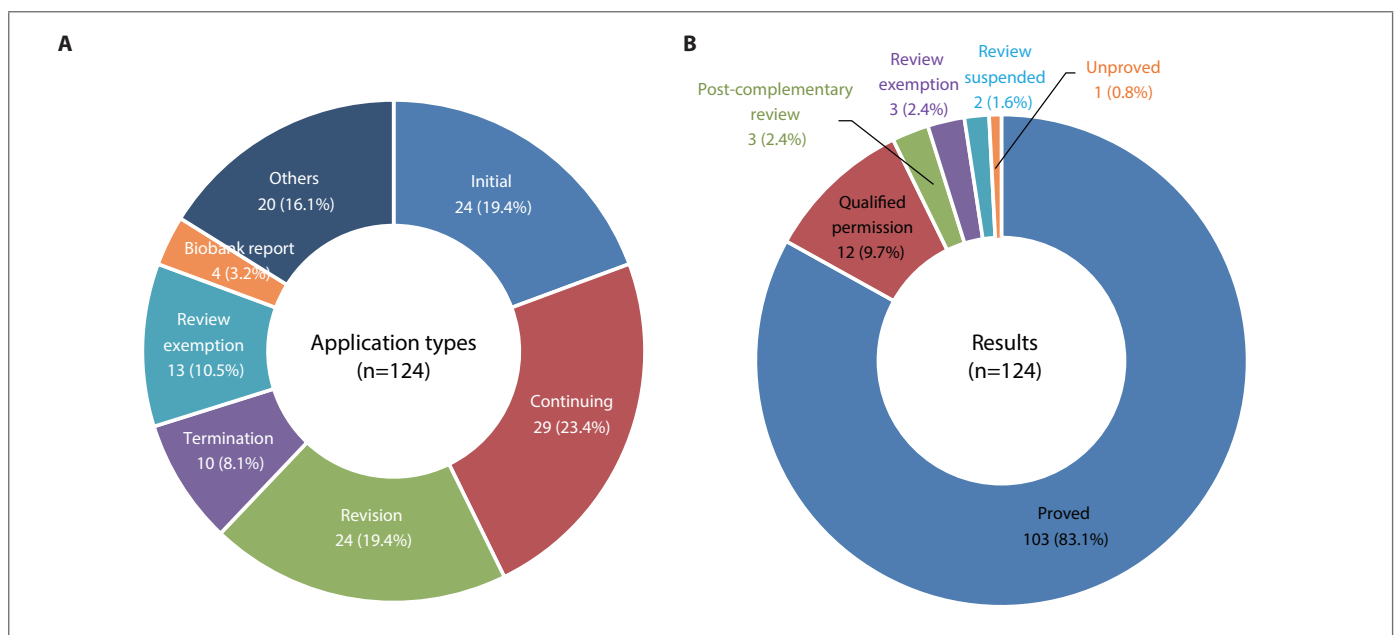 A
Initial
24 (19.4%)
Continuing
29 (23.4%)
Revision
24 (19.4%)
Termination
10 (8.1%)
Review
exemption
13 (10.5%)
Biobank report
4 (3.2%)
Others
20 (16.1%)
Application types
(n=124)
B
Proved
103 (83.1%)
Qualified
permission
12 (9.7%)
Post-complementary
review
3 (2.4%)
Review
exemption
3 (2.4%)
Review
suspended
2 (1.6%)
Unproved
1 (0.8%)
Results
(n=124)